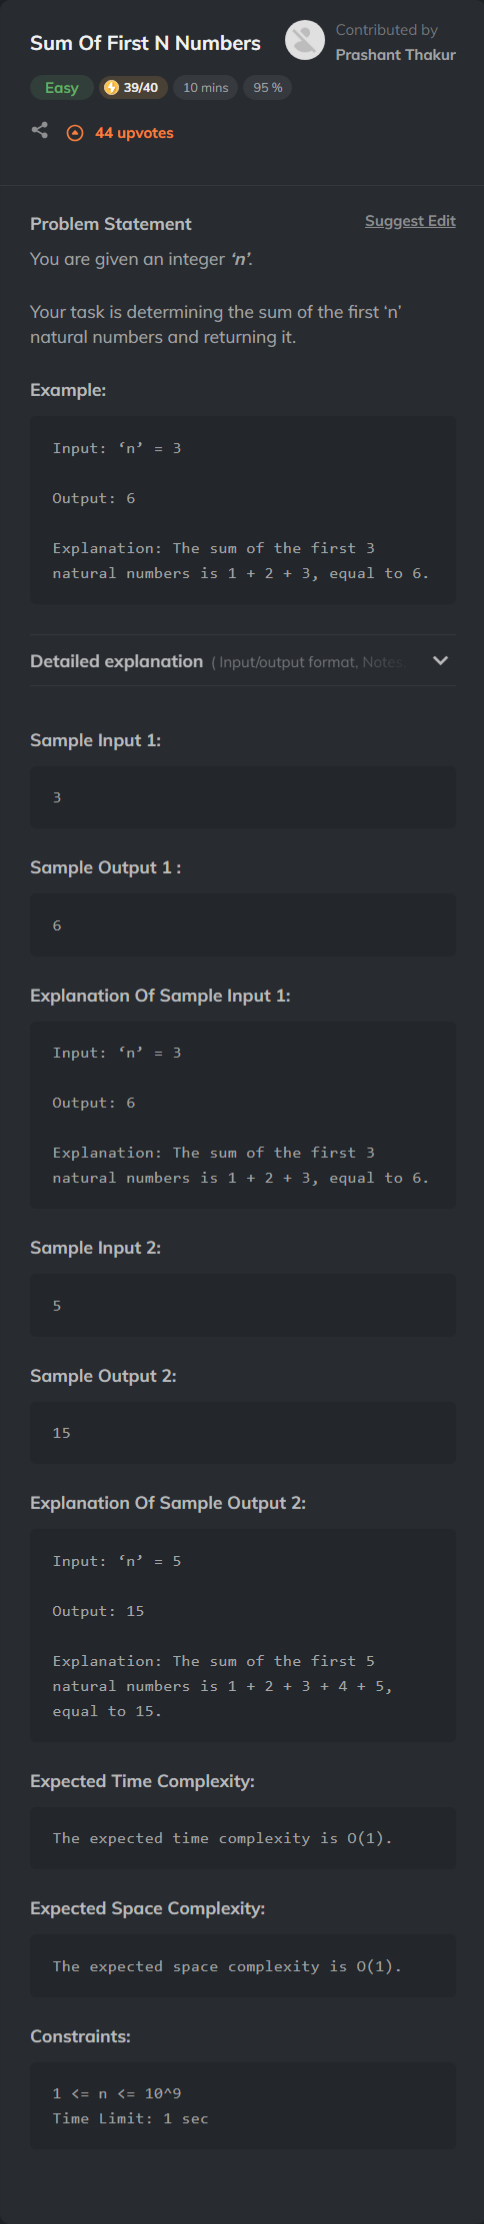 Sum Of First N Numbers
Contributed by
Prashant Thakur
Easy
39/40
10 mins
95 %
44 upvotes
Problem Statement
Suggest Edit
You are given an integer ‘n’.
Your task is determining the sum of the first ‘n’
natural numbers and returning it.
Example:
Input: ‘n’ = 3
Output: 6
Explanation: The sum of the first 3
natural numbers is 1 + 2 + 3, equal to 6.
Detailed explanation ( Input/output format, Notes,
Sample Input 1:
3
Sample Output 1 :
6
Explanation Of Sample Input 1:
Input: ‘n’ = 3
Output: 6
Explanation: The sum of the first 3
natural numbers is 1 + 2 + 3, equal to 6.
Sample Input 2:
5
Sample Output 2:
15
Explanation Of Sample Output 2:
Input: ‘n’ = 5
Output: 15
Explanation: The sum of the first 5
natural numbers is 1 + 2 + 3 + 4 + 5,
equal to 15.
Expected Time Complexity:
The expected time complexity is O(1).
Expected Space Complexity:
The expected space complexity is O(1).
Constraints:
1 <= n <= 10^9
Time Limit: 1 sec